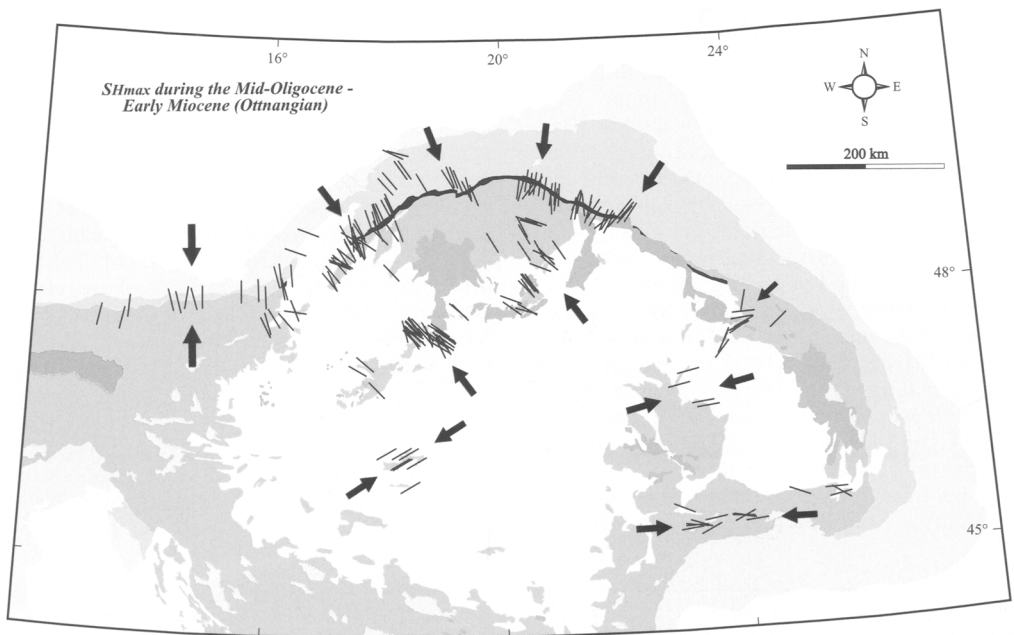 16°
20°
24°
SHmax during the Mid-Oligocene -
Early Miocene (Ottnangian)
N
W E
S
200 km
48°
45°